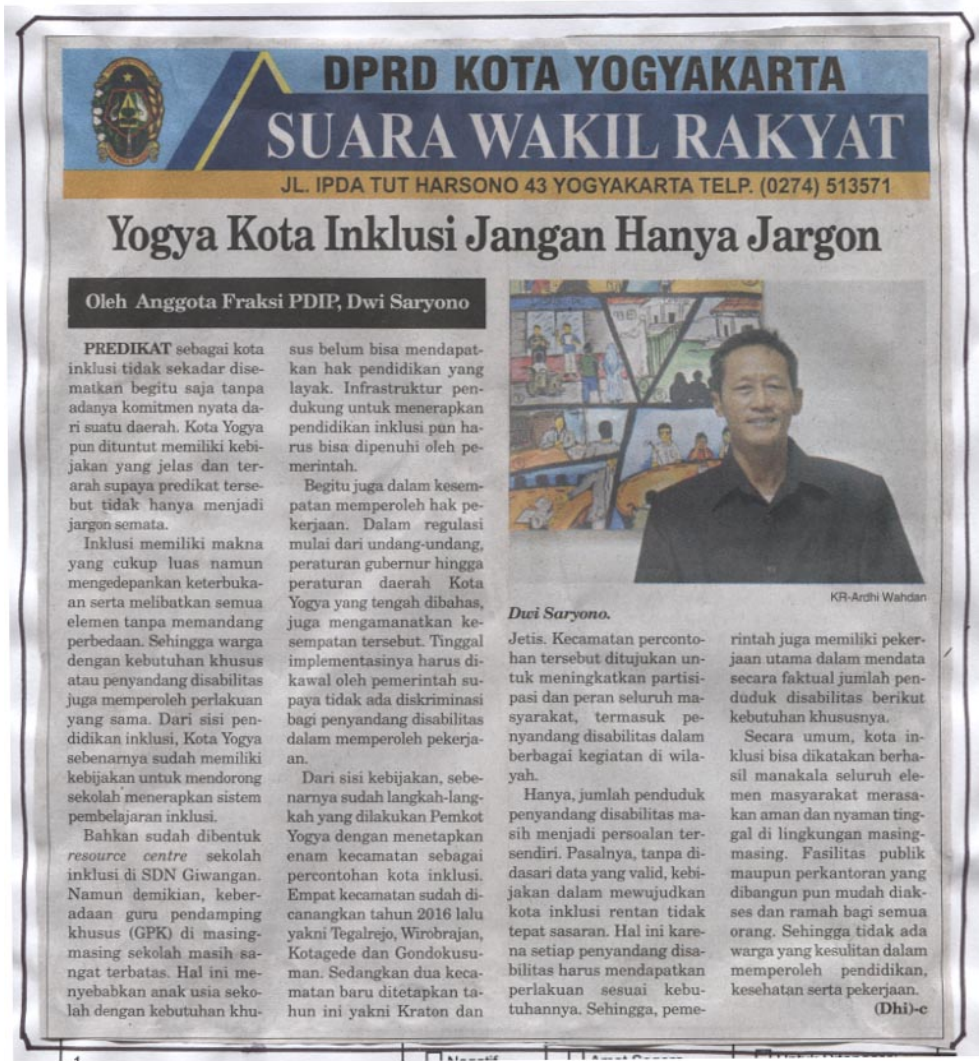 DPRD KOTA YOGYAKARTA
SUARA WAKIL RAKYAT
JL. IPDA TUT HARSONO 43 YOGYAKARTA TELP. (0274) 513571
Yogya Kota Inklusi Jangan Hanya Jargon
Oleh Anggota Fraksi PDIP, Dwi Saryono
PREDIKAT sebagai kota
inklusi tidak sekadar dise-
matkan begitu saja tanpa
adanya komitmen nyata da-
ri suatu daerah. Kota Yogya
pun dituntut memiliki kebi-
jakan yang jelas dan ter-
arah supaya predikat terse-
but tidak hanya menjadi
jargon semata.
Inklusi memiliki makna
yang cukup luas namun
mengedepankan keterbuka-
an serta melibatkan semua
elemen tanpa memandang
perbedaan. Sehingga warga
dengan kebutuhan khusus
atau penyandang disabilitas
juga memperoleh perlakuan
yang sama. Dari sisi pen-
didikan inklusi, Kota Yogya
sebenarnya sudah memiliki
kebijakan untuk mendorong
sekolah menerapkan sistem
pembelajaran inklusi.
Bahkan sudah dibentuk
resource centre sekolah
inklusi di SDN Giwangan.
Namun demikian, keber-
adaan guru pendamping
khusus (GPK) di masing-
masing sekolah masih sa-
ngat terbatas. Hal ini me-
nyebabkan anak usia seko-
lah dengan kebutuhan khu-
sus belum bisa mendapat-
kan hak pendidikan yang
layak. Infrastruktur pen-
dukung untuk menerapkan
pendidikan inklusi pun ha-
rus bisa dipenuhi oleh pe-
merintah.
Begitu juga dalam kesem-
patan memperoleh hak pe-
kerjaan. Dalam regulasi
mulai dari undang-undang,
peraturan gubernur hingga
peraturan daerah Kota
Yogya yang tengah dibahas,
juga mengamanatkan ke-
sempatan tersebut. Tinggal
implementasinya harus di-
kawal oleh pemerintah su-
paya tidak ada diskriminasi
bagi penyandang disabilitas
dalam memperoleh pekerja-
an.
Dari sisi kebijakan, sebe-
narnya sudah langkah-lang-
kah yang dilakukan Pemkot
Yogya dengan menetapkan
enam kecamatan sebagai
percontohan kota inklusi.
Empat kecamatan sudah di-
canangkan tahun 2016 lalu
yakni Tegalrejo, Wirobrajan,
Kotagede dan Gondokusu-
man. Sedangkan dua keca-
matan baru ditetapkan ta-
hun ini yakni Kraton dan
KR-Ardhi Wahdan
Dwi Saryono.
Jetis. Kecamatan perconto-
han tersebut ditujukan un-
tuk meningkatkan partisi-
pasi dan peran seluruh ma-
syarakat, termasuk pe-
nyandang disabilitas dalam
berbagai kegiatan di wila-
yah.
Hanya, jumlah penduduk
penyandang disabilitas ma-
sih menjadi persoalan ter-
sendiri. Pasalnya, tanpa di-
dasari data yang valid, kebi-
jakan dalam mewujudkan
kota inklusi rentan tidak
tepat sasaran. Hal ini kare-
na setiap penyandang disa-
bilitas harus mendapatkan
perlakuan sesuai kebu-
tuhannya. Sehingga, peme-
rintah juga memiliki peker-
jaan utama dalam mendata
secara faktual jumlah pen-
duduk disabilitas berikut
kebutuhan khususnya.
Secara umum, kota in-
klusi bisa dikatakan berha-
sil manakala seluruh ele-
men masyarakat merasa-
kan aman dan nyaman ting-
gal di lingkungan masing-
masing. Fasilitas publik
maupun perkantoran yang
dibangun pun mudah diak-
ses dan ramah bagi semua
orang. Sehingga tidak ada
warga yang kesulitan dalam
memperoleh pendidikan,
kesehatan serta pekerjaan.
(Dhi)-c